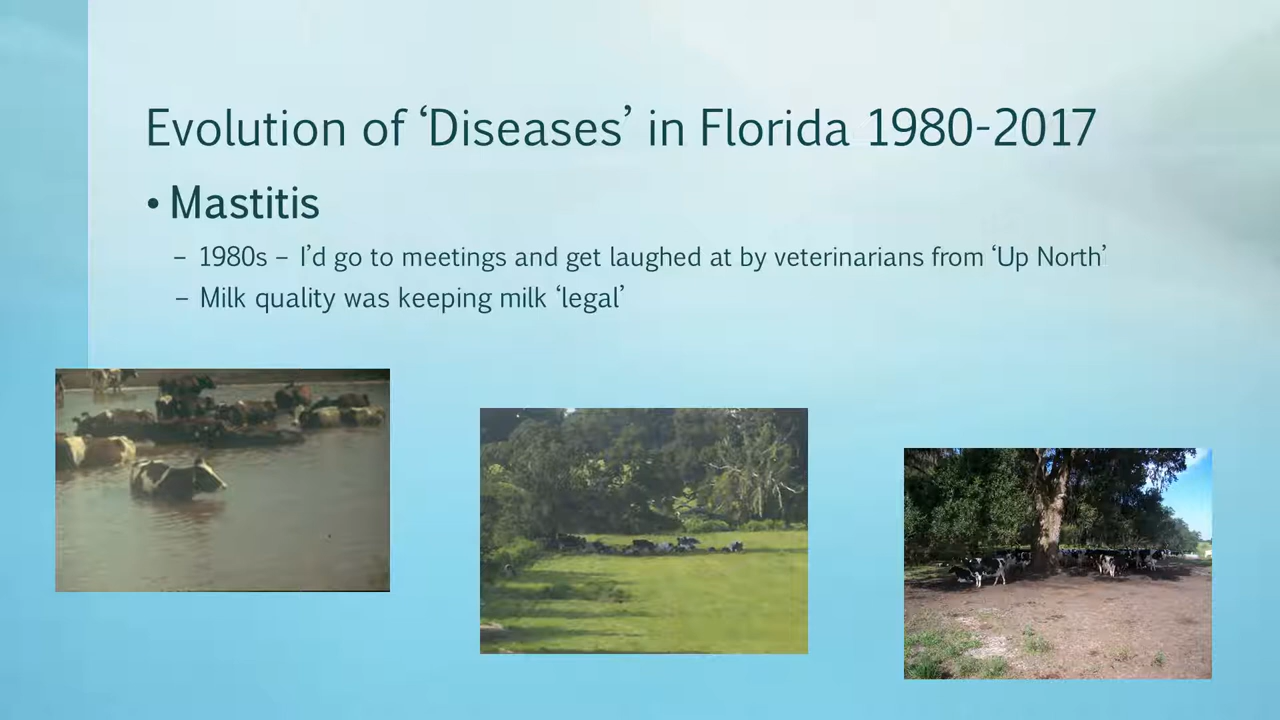 Evolution of ‘Diseases’ in Florida 1980-2017
• Mastitis
– 1980s – I’d go to meetings and get laughed at by veterinarians from ‘Up North’
– Milk quality was keeping milk ‘legal’